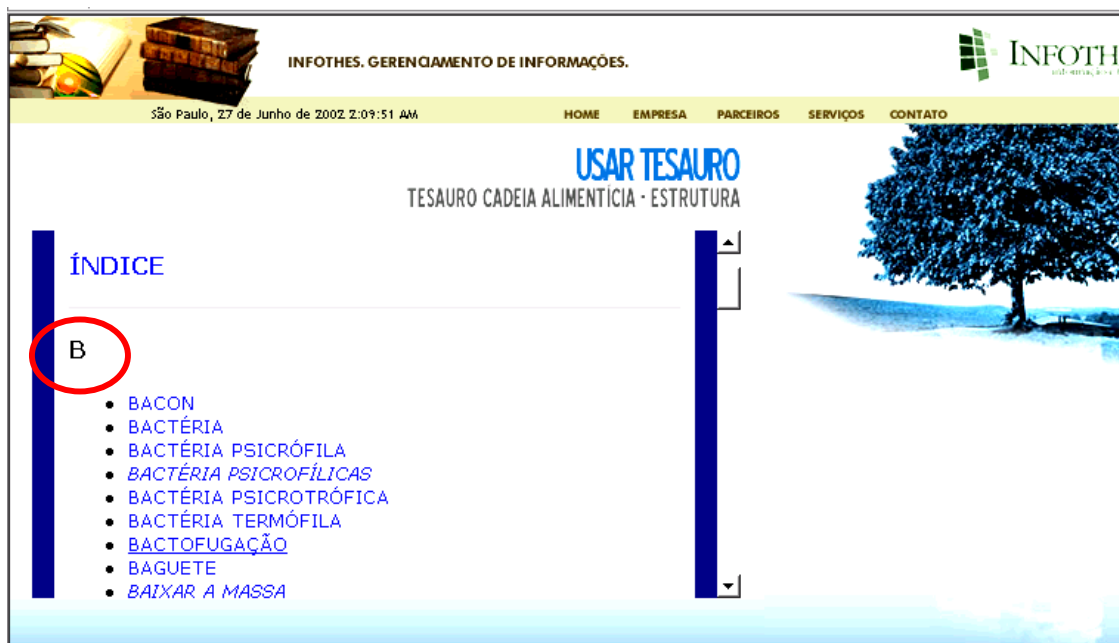 INFOTHES. GERENCIAMENTO DE INFORMAÇÕES.
INFOTH
São Paulo, 27 de Junho de 2002 2:09:51 AM
HOME EMPRESA PARCEIROS SERVIÇOS CONTATO
USAR TESAURO
TESAURO CADEIA ALIMENTÍCIA - ESTRUTURA
ÍNDICE
B
BACON
BACTÉRIA
BACTÉRIA PSICRÓFILA
BACTÉRIA PSICROFÍLICAS
BACTÉRIA PSICROTRÓFICA
BACTÉRIA TERMÓFILA
BACTOFUGAÇÃO
BAGUETE
BAIXAR A MASSA